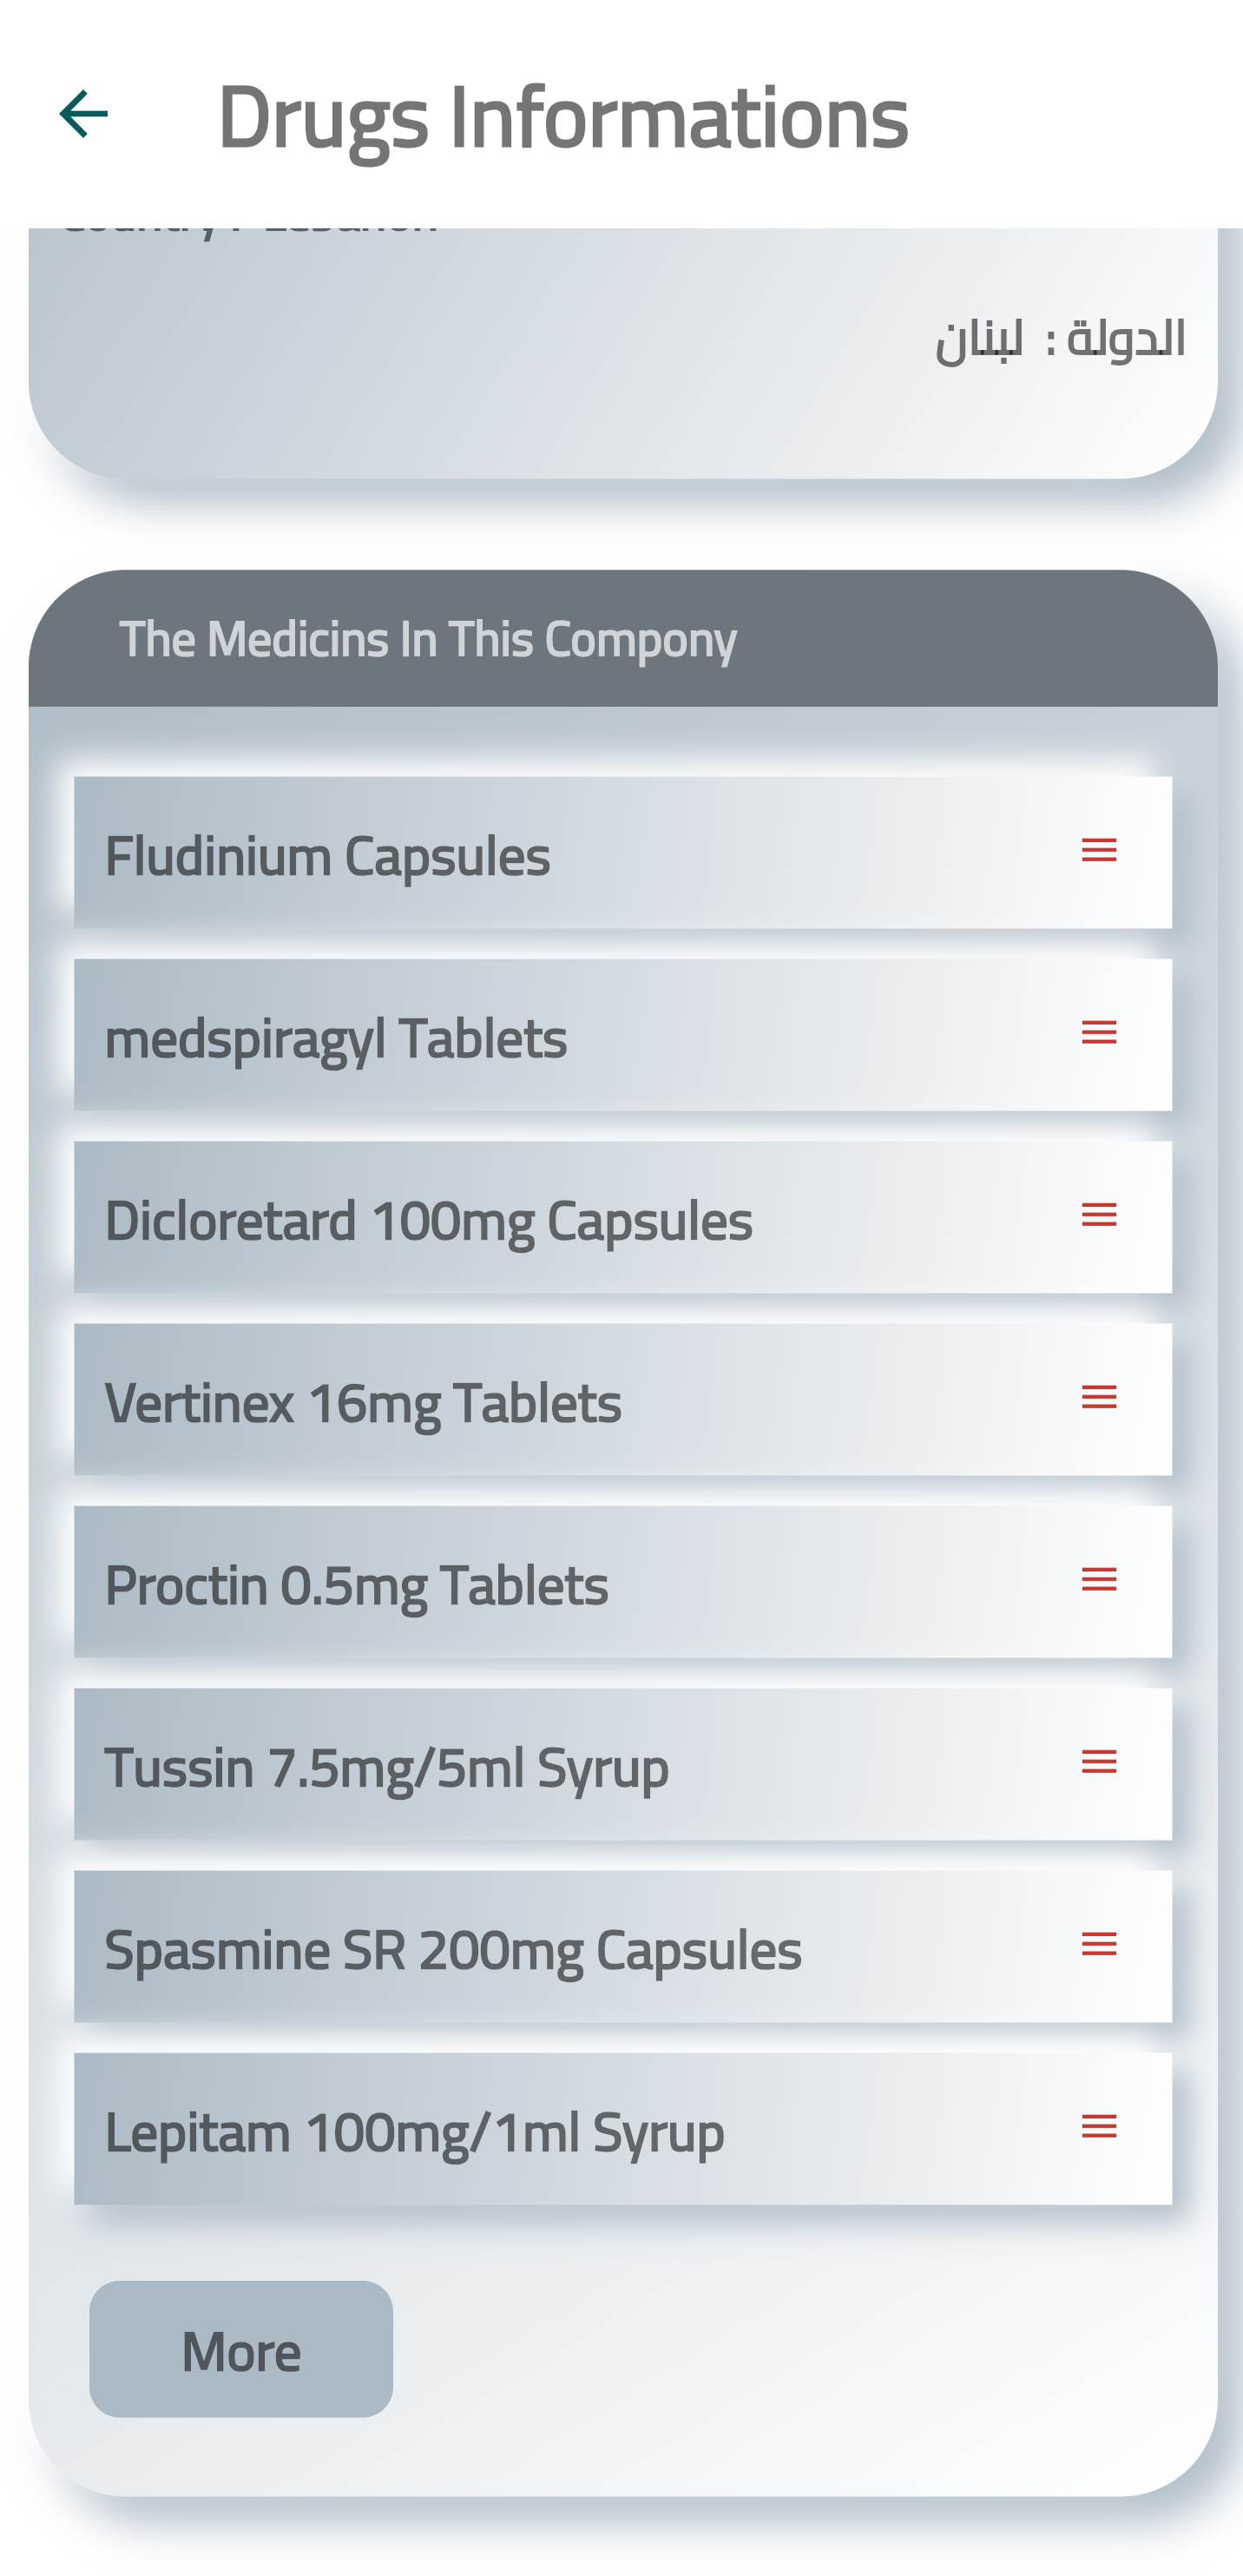 Drugs Informations
الدولة : لبنان
The Medicins In This Compony
Fludinium Capsules
medspiragyl Tablets
Dicloretard 100mg Capsules
Vertinex 16mg Tablets
Proctin 0.5mg Tablets
Tussin 7.5mg/5ml Syrup
Spasmine SR 200mg Capsules
Lepitam 100mg/1ml Syrup
More